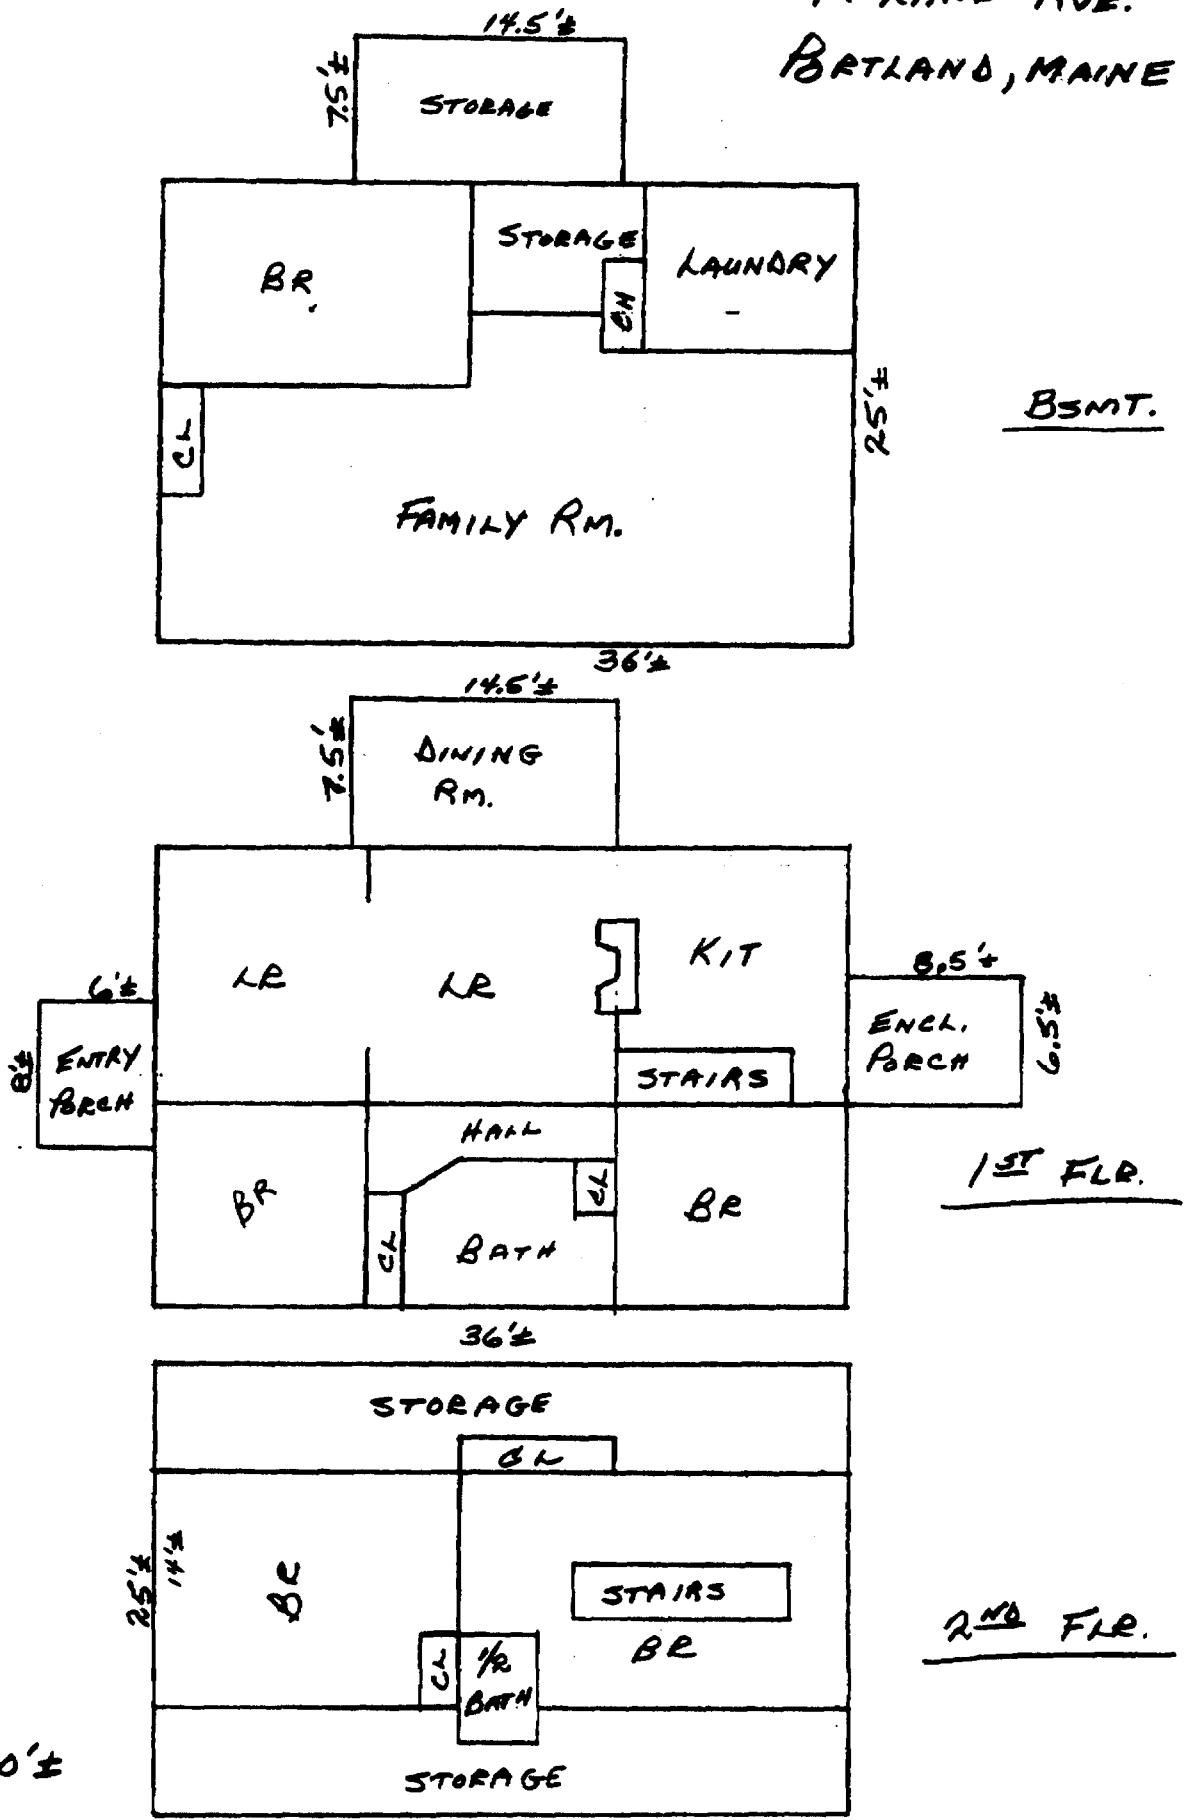 AVE.
PORTLAND, MAINE
14.5'±
7.5'±
STORAGE
BR.
STORAGE
CH
LAUNDRY
CL
FAMILY RM.
25'±
BSMT.
36'±
14.5'±
7.5'±
DINING
RM.
LR
LR
KIT
6'±
8'±
ENTRY
PORCH
8.5'±
ENCL.
PORCH
6.5'±
STAIRS
HALL
BR
CL
BATH
CL
BR
1ST FLR.
36'±
STORAGE
CL
25'±
14'±
BR
STAIRS
BR
CL
1/2
BATH
2ND FLR.
STORAGE
0'±